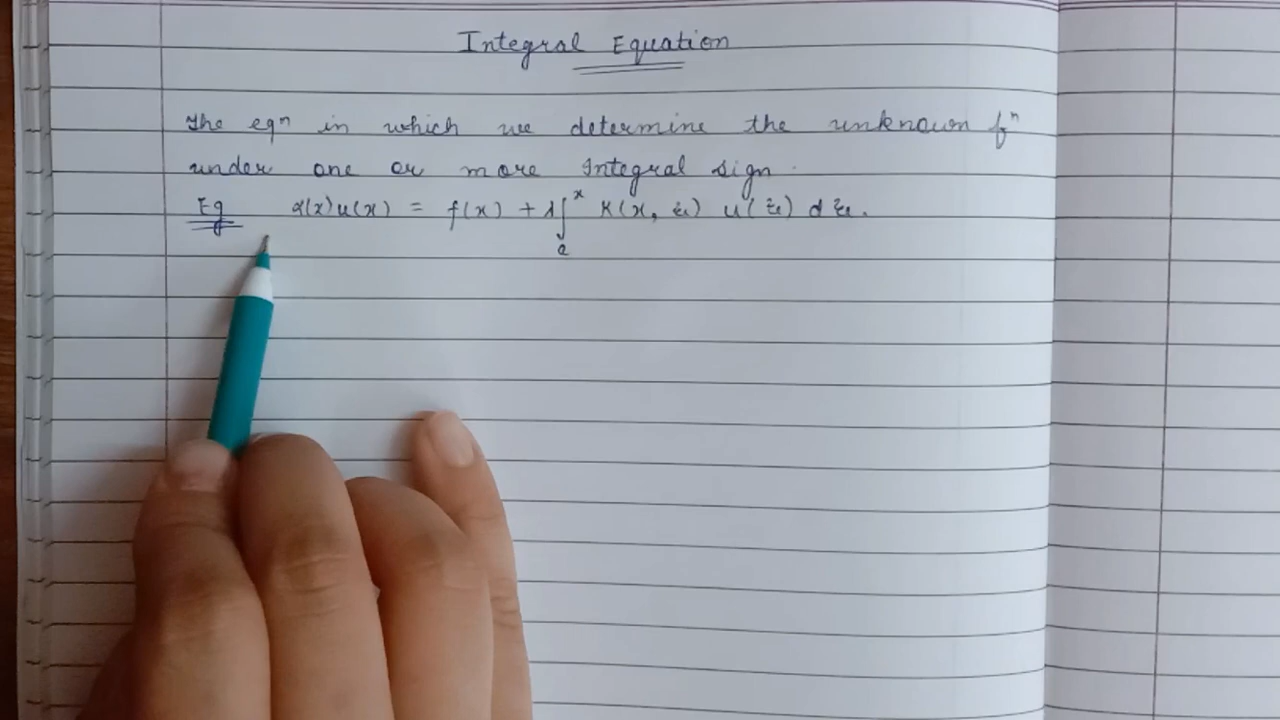 Integral Equation
The eqⁿ in which we determine the unknown fⁿ
under one or more Integral sign.
Eg α(x)u(x) = f(x) + λ∫ₐˣ K(x, ξ) u(ξ) dξ.